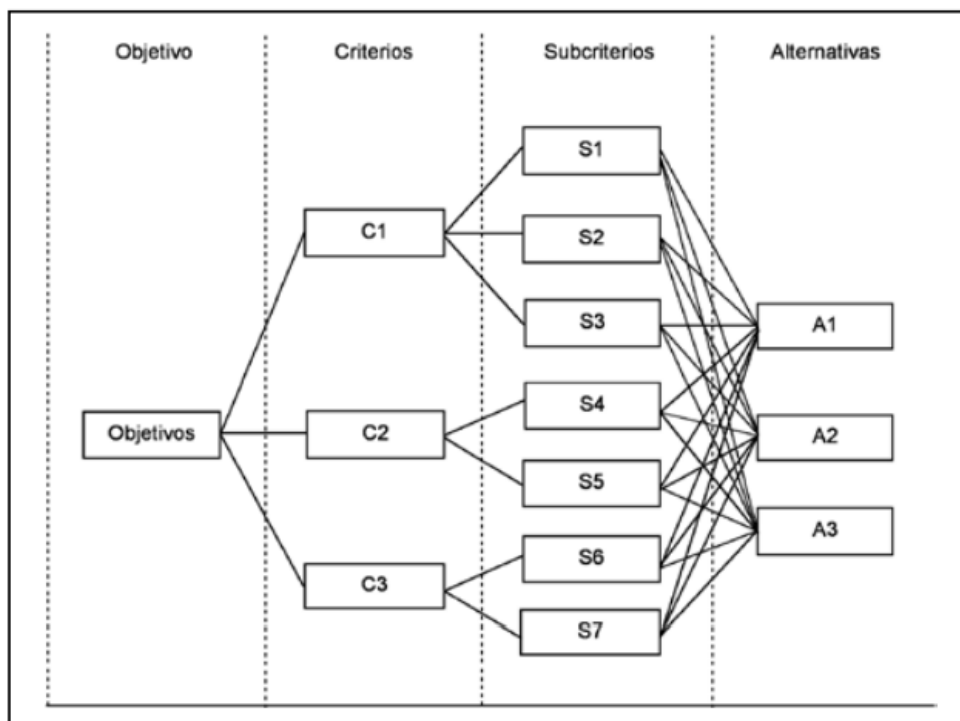 Objetivo
Criterios
Subcriterios
Alternativas
S1
C1
S2
S3
A1
S4
Objetivos
C2
A2
S5
A3
S6
C3
S7